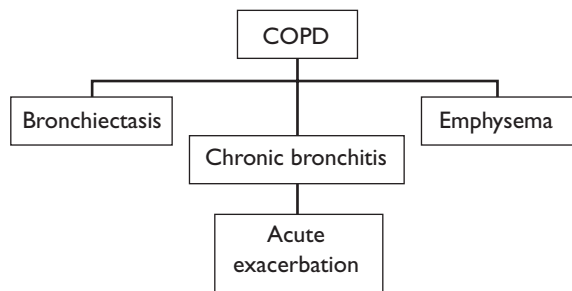 COPD
Bronchiectasis
Emphysema
Chronic bronchitis
Acute
exacerbation